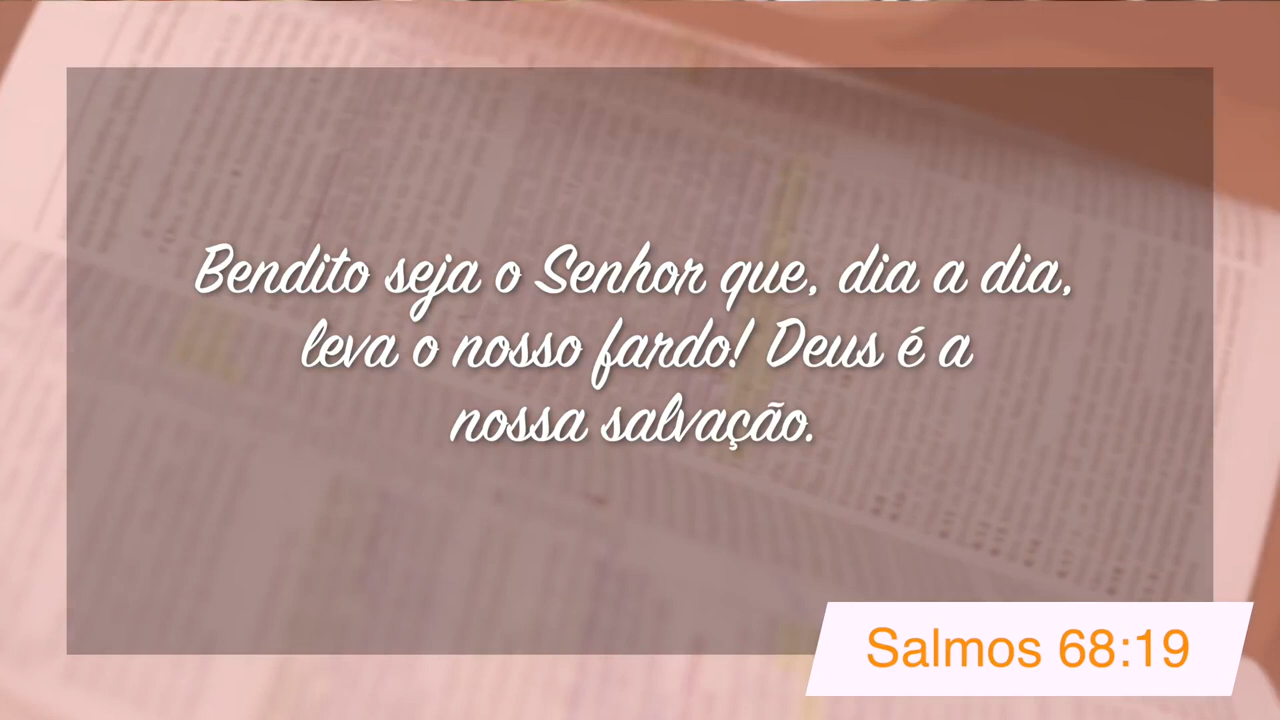 Bendito seja o Senhor que, dia a dia,
leva o nosso fardo! Deus é a
nossa salvação.
Salmos 68:19